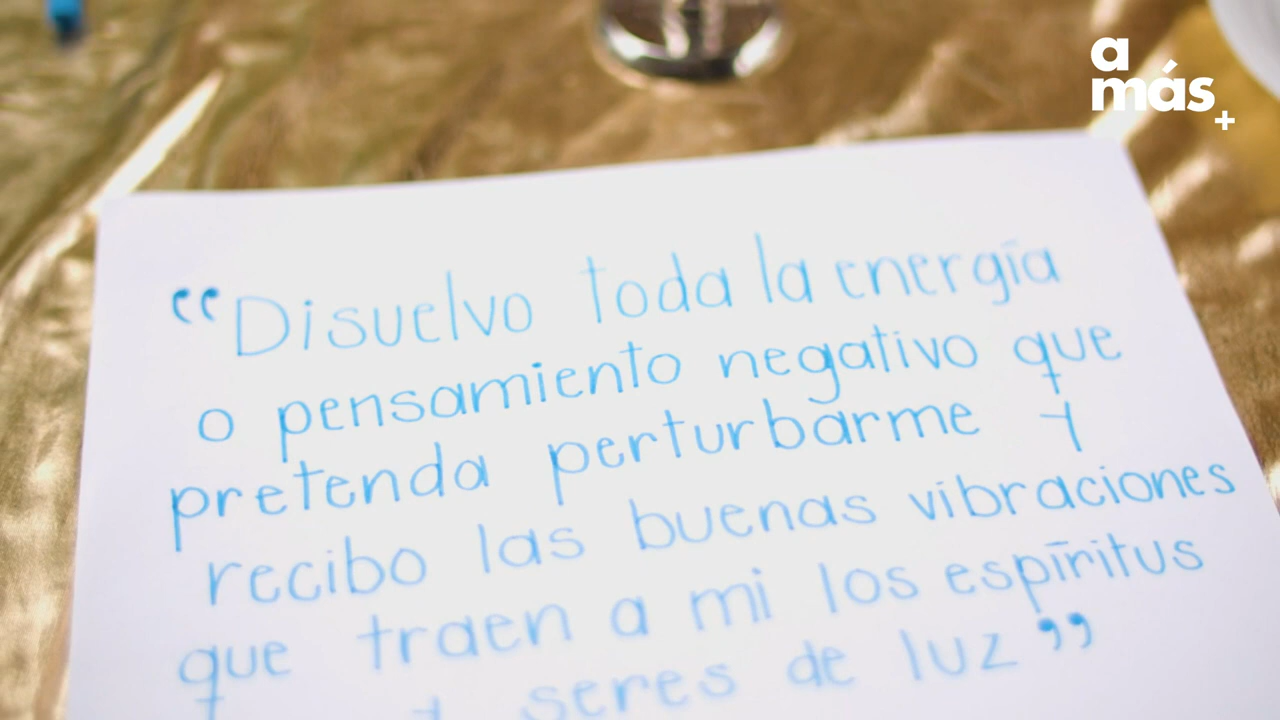 a
más
+
“Disuelvo toda la energía
o pensamiento negativo que
pretenda perturbarme y
recibo las buenas vibraciones
que traen a mi los espíritus
y seres de luz”